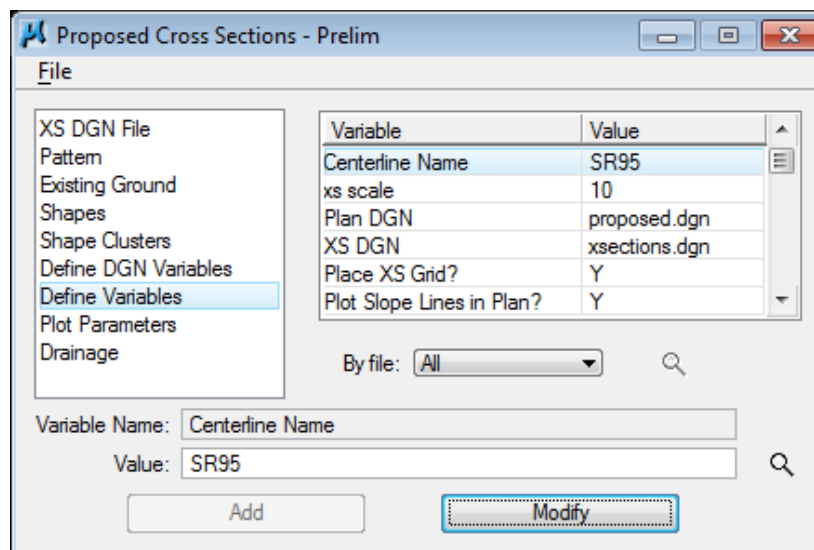 Proposed Cross Sections - Prelim
File
XS DGN File
Pattern
Existing Ground
Shapes
Shape Clusters
Define DGN Variables
Define Variables
Plot Parameters
Drainage
Variable Value
Centerline Name SR95
xs scale 10
Plan DGN proposed.dgn
XS DGN xsections.dgn
Place XS Grid? Y
Plot Slope Lines in Plan? Y
By file: All
Variable Name: Centerline Name
Value: SR95
Add Modify